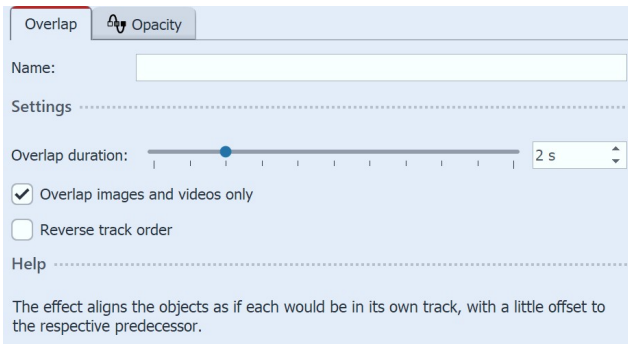 Overlap Opacity
Name:
Settings
Overlap duration: 2 s
Overlap images and videos only
Reverse track order
Help
The effect aligns the objects as if each would be in its own track, with a little offset to
the respective predecessor.